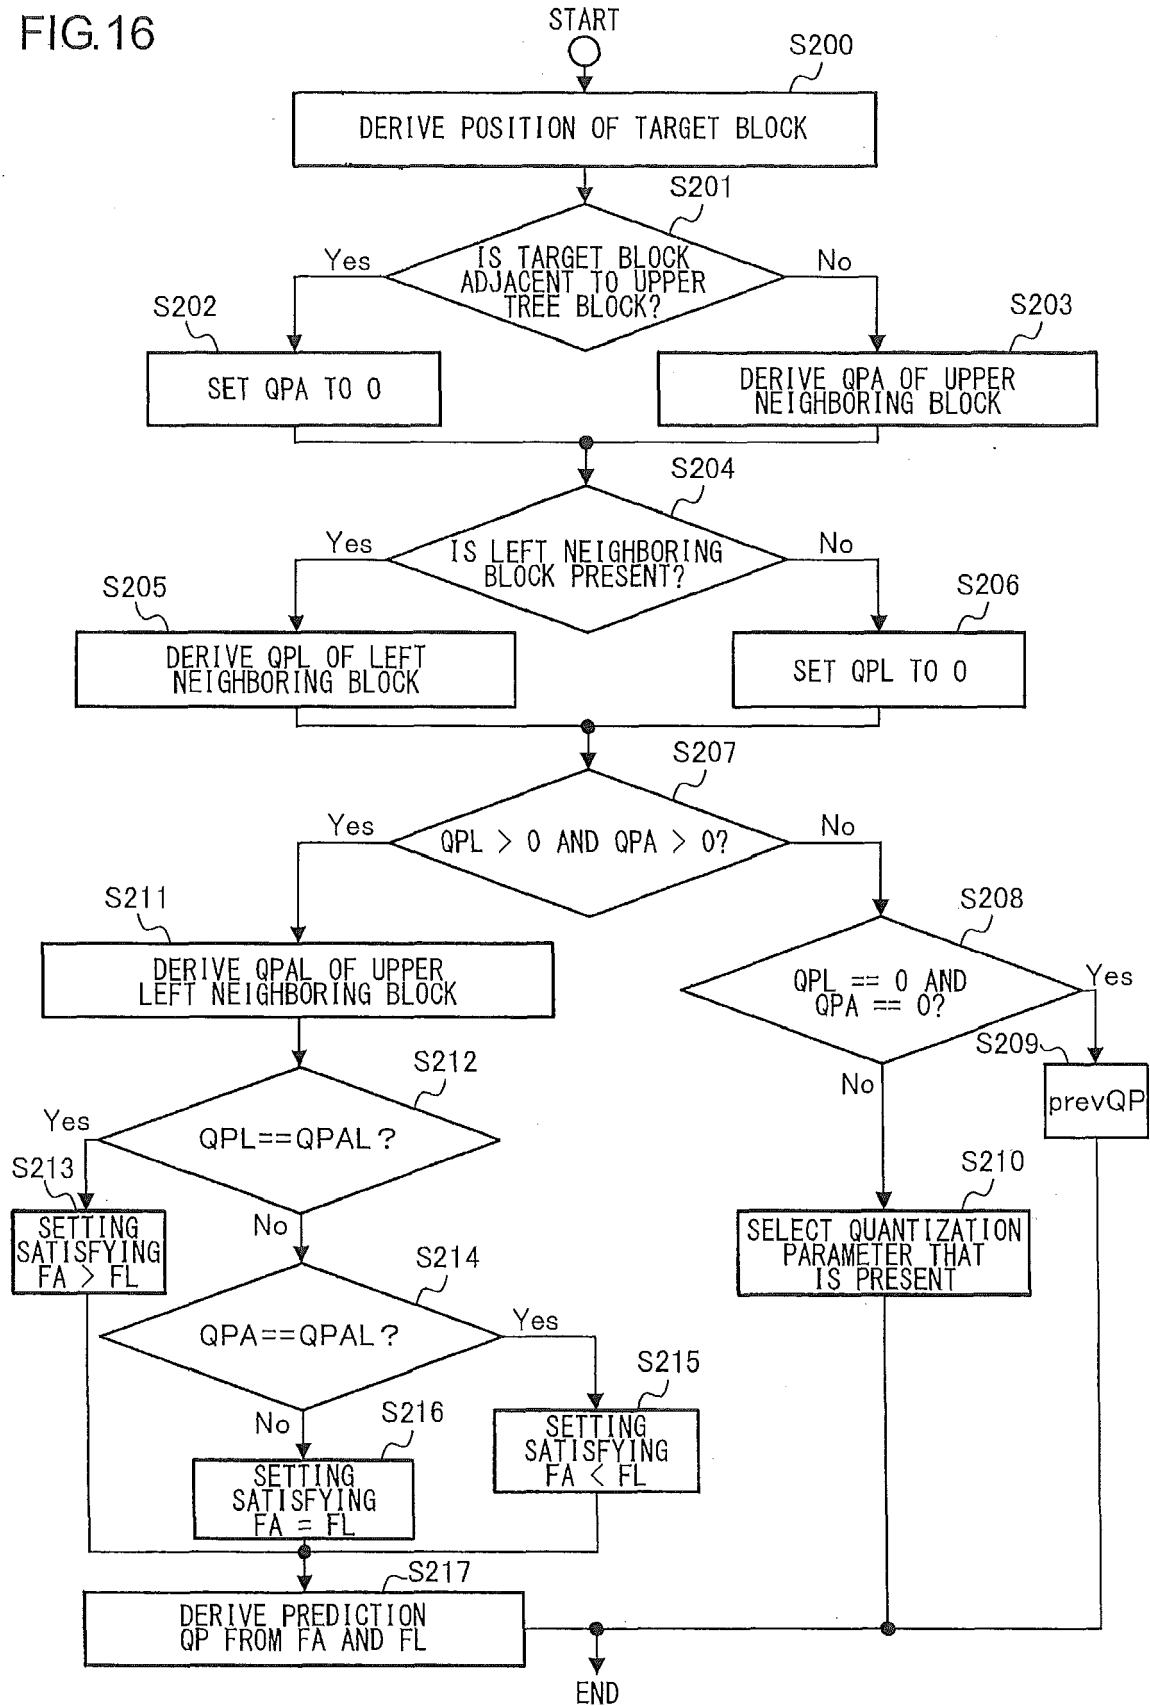 FIG.16
START
S200
DERIVE POSITION OF TARGET BLOCK
S201
IS TARGET BLOCK
ADJACENT TO UPPER
TREE BLOCK?
Yes
No
S202
SET QPA TO 0
S203
DERIVE QPA OF UPPER
NEIGHBORING BLOCK
S204
IS LEFT NEIGHBORING
BLOCK PRESENT?
Yes
No
S205
DERIVE QPL OF LEFT
NEIGHBORING BLOCK
S206
SET QPL TO 0
S207
QPL > 0 AND QPA > 0?
Yes
No
S211
DERIVE QPAL OF UPPER
LEFT NEIGHBORING BLOCK
S208
QPL == 0 AND
QPA == 0?
Yes
No
S209
prevQP
S212
QPL==QPAL?
Yes
No
S213
SETTING
SATISFYING
FA > FL
S210
SELECT QUANTIZATION
PARAMETER THAT
IS PRESENT
S214
QPA==QPAL?
Yes
No
S215
SETTING
SATISFYING
FA < FL
S216
SETTING
SATISFYING
FA = FL
S217
DERIVE PREDICTION
QP FROM FA AND FL
END